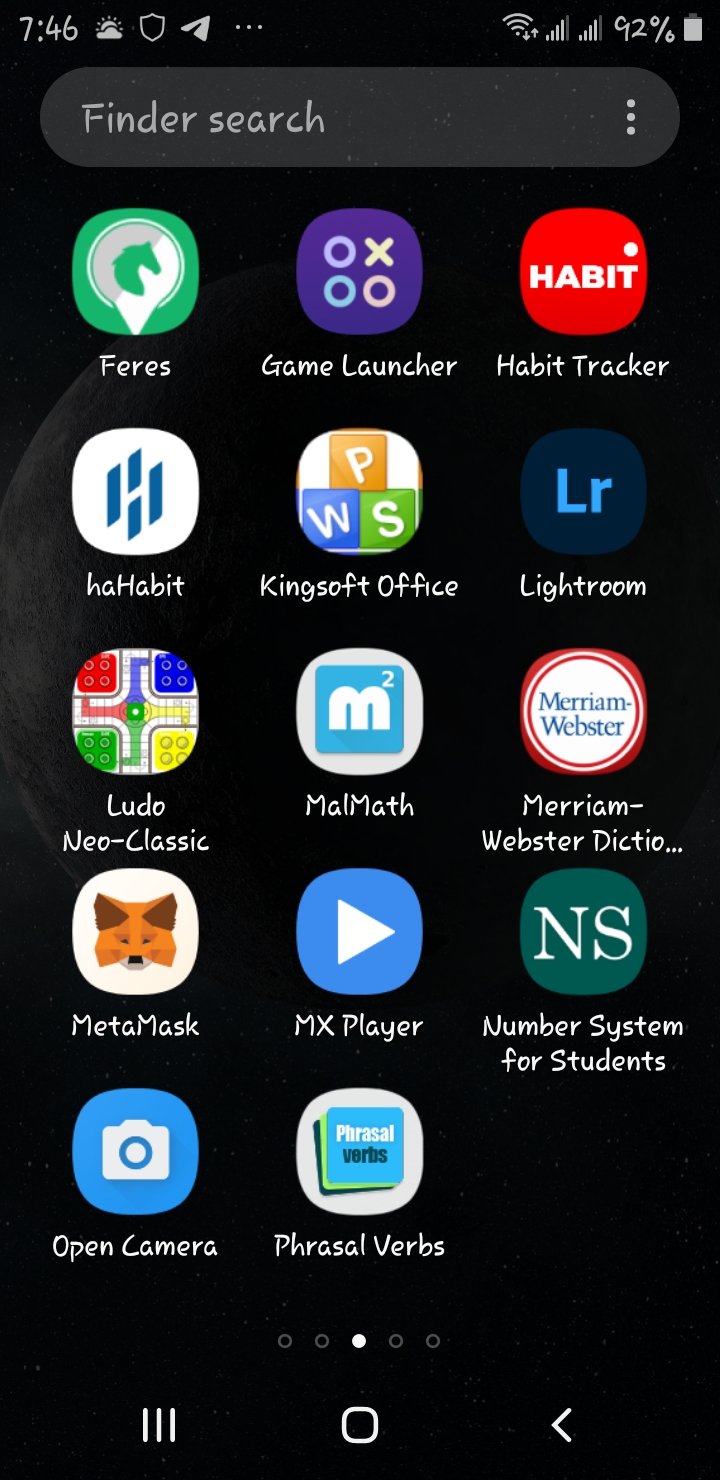 7:46
92%
Finder search
HABIT
Feres
Game Launcher
Habit Tracker
P
W S
Lr
haHabit
Kingsoft Office
Lightroom
m2
Merriam-
Webster
Ludo
Neo-Classic
MalMath
Merriam-
Webster Dictio...
NS
MetaMask
MX Player
Number System
for Students
Phrasal
verbs
Open Camera
Phrasal Verbs